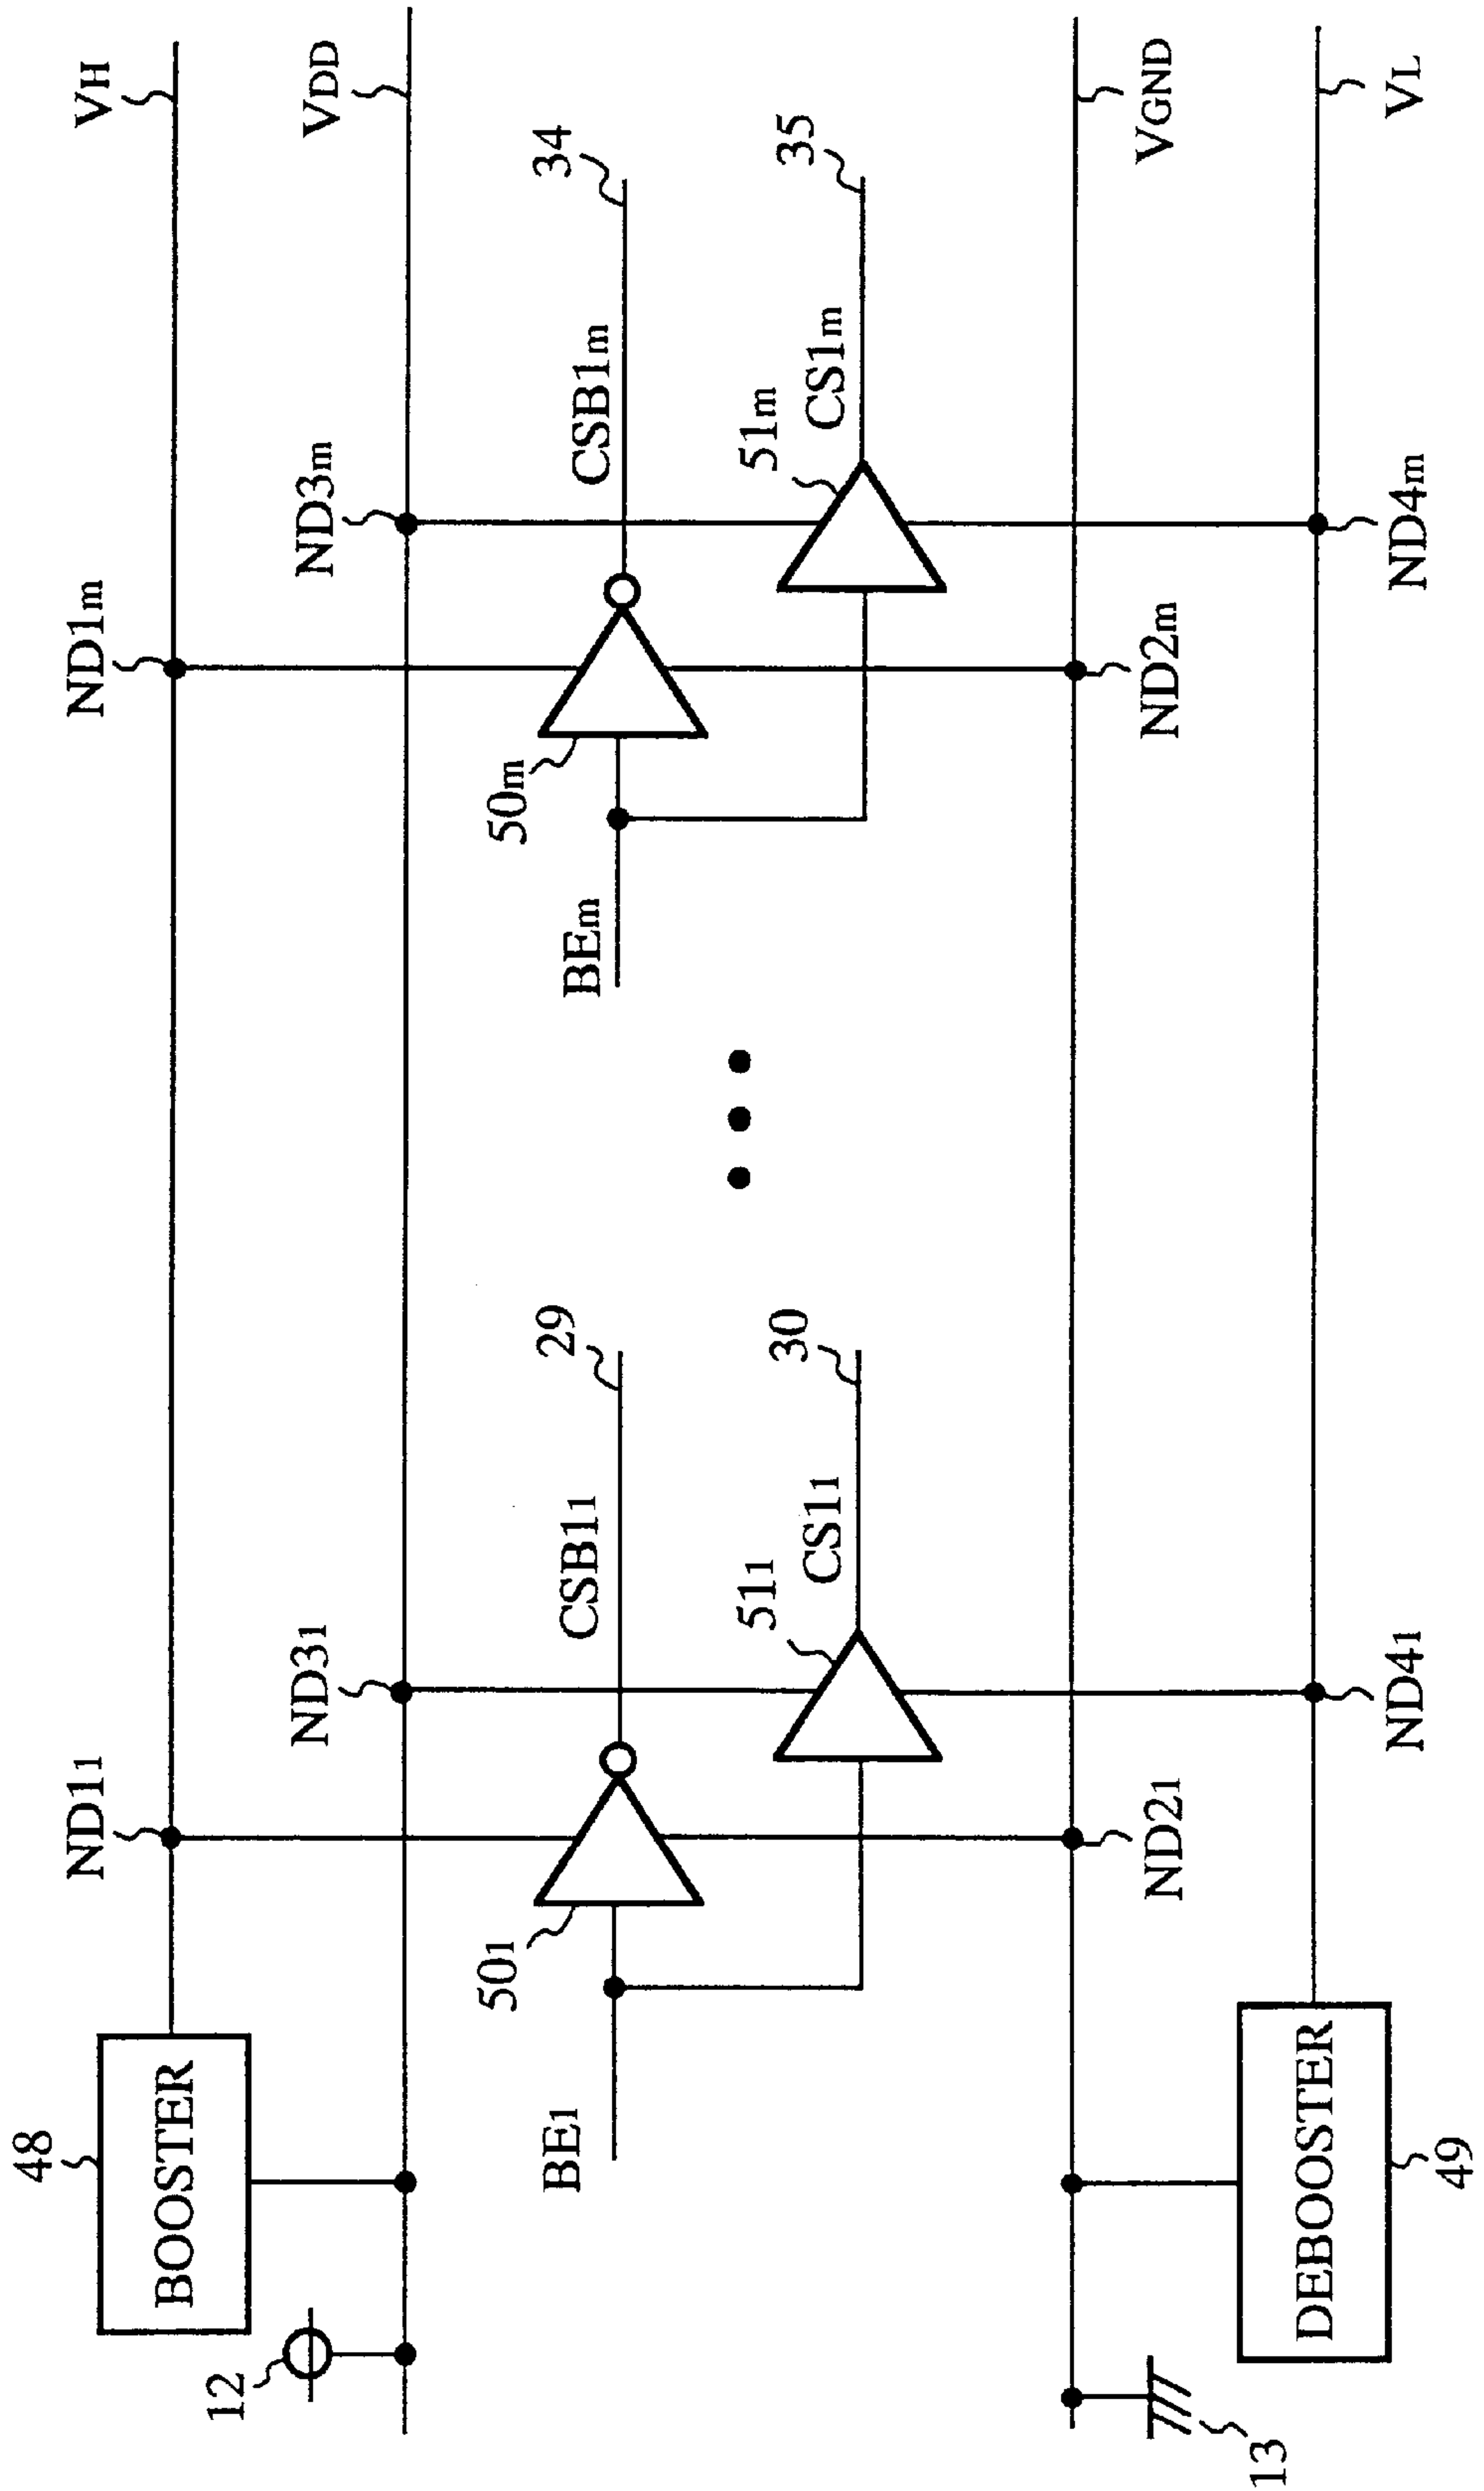 48
BOOSTER
12
ND11
ND31
ND1m
ND3m
VH
VDD
501
BE1
CSB11
29
511
CS11
30
50m
BEm
CSB1m
34
51m
CS1m
35
ND21
ND41
ND2m
ND4m
VGND
VL
13
DEBOOSTER
49